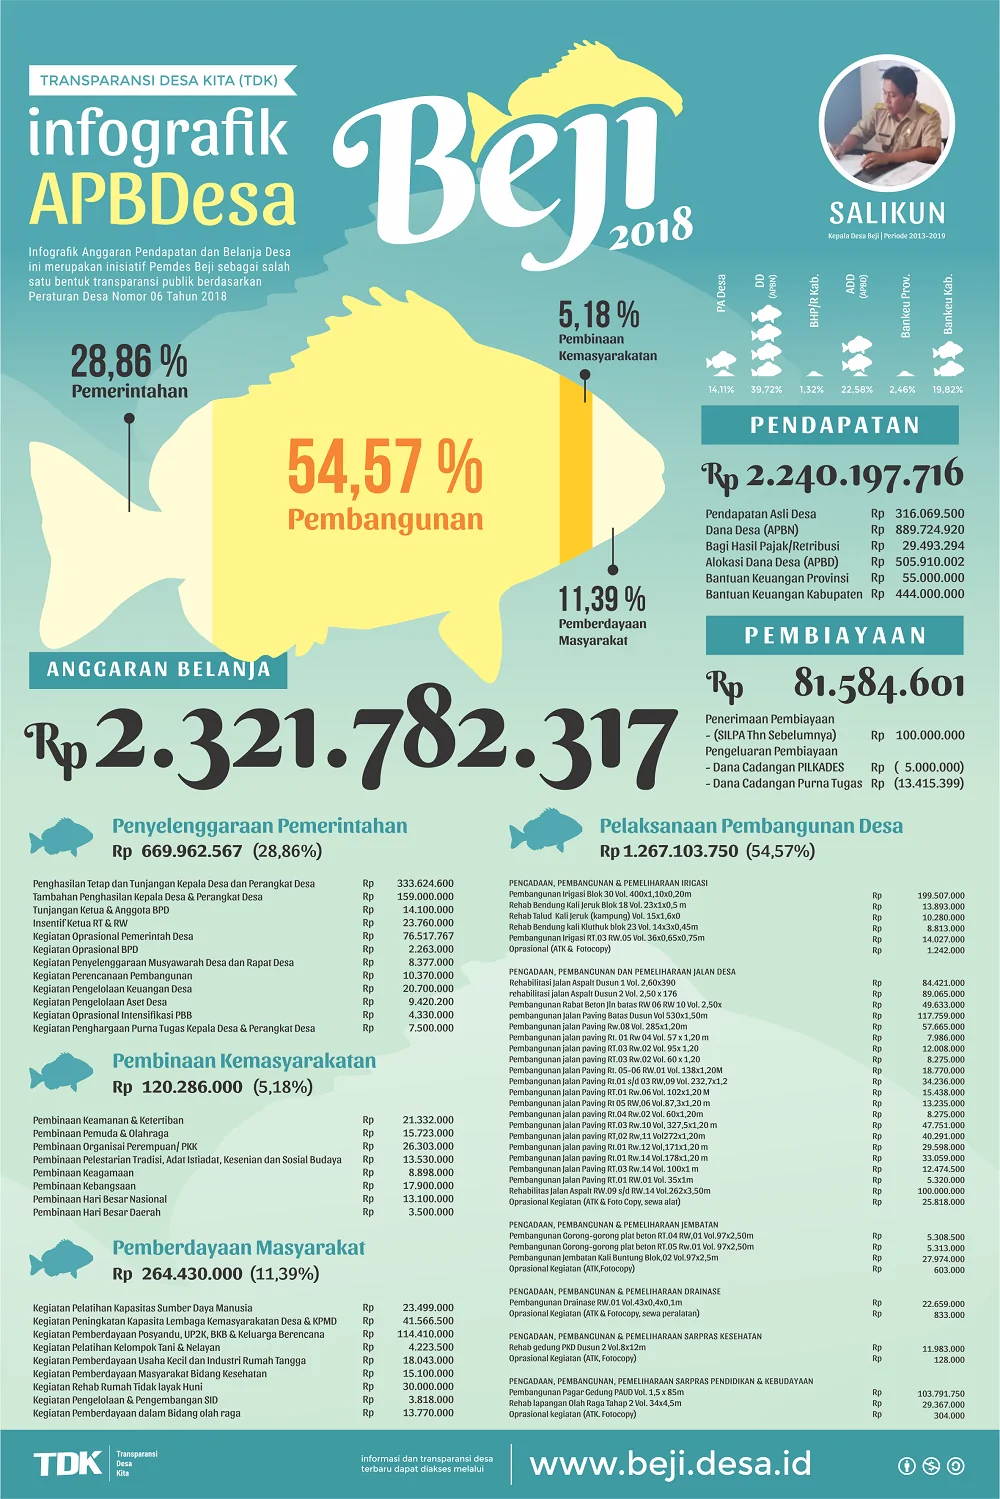 TRANSPARANSI DESA KITA (TDK)
infografik
APBDesa
Infografik Anggaran Pendapatan dan Belanja Desa
ini merupakan inisiatif Pemdes Beji sebagai salah
satu bentuk transparasi publik berdasarkan
Peraturan Desa Nomor 06 Tahun 2018
Beji
2018
SALIKUN
Kepala Desa Beji | Periode 2013-2019
PA Desa
DD
(APBN)
BHP/R Kab.
ADD
(APBD)
Bankeu Prov.
Bankeu Kab.
14,11% 39,72% 1,32% 22,58% 2,46% 19,82%
28,86 %
Pemerintahan
54,57 %
Pembangunan
5,18 %
Pembinaan
Kemasyarakatan
11,39 %
Pemberdayaan
Masyarakat
PENDAPATAN
Rp 2.240.197.716
Pendapatan Asli Desa Rp 316.069.500
Dana Desa (APBN) Rp 889.724.920
Bagi Hasil Pajak/Retribusi Rp 29.493.294
Alokasi Dana Desa (APBD) Rp 505.910.002
Bantuan Keuangan Provinsi Rp 55.000.000
Bantuan Keuangan Kabupaten Rp 444.000.000
PEMBIAYAAN
Rp 81.584.601
Penerimaan Pembiayaan
- (SILPA Thn Sebelumnya) Rp 100.000.000
Pengeluaran Pembiayaan
- Dana Cadangan PILKADES Rp ( 5.000.000)
- Dana Cadangan Purna Tugas Rp (13.415.399)
ANGGARAN BELANJA
Rp 2.321.782.317
Penyelenggaraan Pemerintahan
Rp 669.962.567 (28,86%)
Penghasilan Tetap dan Tunjangan Kepala Desa dan Perangkat Desa Rp 333.624.600
Tambahan Penghasilan Kepala Desa & Perangkat Desa Rp 159.000.000
Tunjangan Ketua & Anggota BPD Rp 14.100.000
Insentif Ketua RT & RW Rp 23.760.000
Kegiatan Oprasional Pemerintah Desa Rp 76.517.767
Kegiatan Oprasional BPD Rp 2.263.000
Kegiatan Penyelenggaraan Musyawarah Desa dan Rapat Desa Rp 8.377.000
Kegiatan Perencanaan Pembangunan Rp 10.370.000
Kegiatan Pengelolaan Keuangan Desa Rp 20.700.000
Kegiatan Pengelolaan Aset Desa Rp 9.420.200
Kegiatan Oprasional Intensifikasi PBB Rp 4.330.000
Kegiatan Penghargaan Purna Tugas Kepala Desa & Perangkat Desa Rp 7.500.000
Pembinaan Kemasyarakatan
Rp 120.286.000 (5,18%)
Pembinaan Keamanan & Ketertiban Rp 21.332.000
Pembinaan Pemuda & Olahraga Rp 15.723.000
Pembinaan Organisai Perempuan/ PKK Rp 26.303.000
Pembinaan Pelestarian Tradisi, Adat Istiadat, Kesenian dan Sosial Budaya Rp 13.530.000
Pembinaan Keagamaan Rp 8.898.000
Pembinaan Kebangsaan Rp 17.900.000
Pembinaan Hari Besar Nasional Rp 13.100.000
Pembinaan Hari Besar Daerah Rp 3.500.000
Pemberdayaan Masyarakat
Rp 264.430.000 (11,39%)
Kegiatan Pelatihan Kapasitas Sumber Daya Manusia Rp 23.499.000
Kegiatan Peningkatan Kapasita Lembaga Kemasyarakatan Desa & KPMD Rp 41.566.500
Kegiatan Pemberdayaan Posyandu, UP2K, BKB & Keluarga Berencana Rp 114.410.000
Kegiatan Pelatihan Kelompok Tani & Nelayan Rp 4.223.500
Kegiatan Pemberdayaan Usaha Kecil dan Industri Rumah Tangga Rp 18.043.000
Kegiatan Pemberdayaan Masyarakat Bidang Kesehatan Rp 15.100.000
Kegiatan Rehab Rumah Tidak layak Huni Rp 30.000.000
Kegiatan Pengelolaan & Pengembangan SID Rp 3.818.000
Kegiatan Pemberdayaan dalam Bidang olah raga Rp 13.770.000
Pelaksanaan Pembangunan Desa
Rp 1.267.103.750 (54,57%)
PENGADAAN, PEMBANGUNAN & PEMELIHARAAN IRIGASI
Pembangunan Irigasi Blok 30 Vol. 400x1,10x0,20m Rp 199.507.000
Rehab Bendung Kali Jeruk Blok 18 Vol. 23x1x0,5 m Rp 13.893.000
Rehab Talud Kali Jeruk (kampung) Vol. 15x1,6x0 Rp 10.280.000
Rehab Bendung kali Kluthuk blok 23 Vol. 14x3x0,45m Rp 8.813.000
Pembangunan Irigasi RT.03 RW.05 Vol. 36x0,65x0,75m Rp 14.027.000
Oprasional (ATK & Fotocopy) Rp 1.242.000
PENGADAAN, PEMBANGUNAN DAN PEMELIHARAAN JALAN DESA
Rehabilitasi Jalan Aspalt Dusun 1 Vol. 2,60x390 Rp 84.421.000
rehabilitasi jalan Aspalt Dusun 2 Vol. 2,50 x 176 Rp 89.065.000
Pembangunan Rabat Beton Jln batas RW 06 RW 10 Vol. 2,50x Rp 49.633.000
pembangunan Jalan Paving Batas Dusun Vol 530x1,50m Rp 117.759.000
Pembangunan jalan Paving Rw.08 Vol. 285x1,20m Rp 57.665.000
Pembangunan jalan paving Rt. 01 Rw 04 Vol. 57 x 1,20 m Rp 7.986.000
Pembangunan jalan paving RT.03 Rw.02 Vol. 95x 1,20 Rp 12.008.000
Pembangunan jalan paving RT.03 Rw.02 Vol. 60 x 1,20 Rp 8.275.000
Pembangunan jalan Paving Rt. 05-06 RW.01 Vol. 138x1,20M Rp 18.770.000
Pembangunan jalan Paving Rt.01 s/d 03 RW,09 Vol. 232,7x1,2 Rp 34.236.000
Pembangunan jalan Paving RT.01 Rw.06 Vol. 102x1,20 M Rp 15.438.000
Pembangunan jalan Paving Rt 05 RW,06 Vol.87,3x1,20 m Rp 13.235.000
Pembangunan jalan paving Rt.04 Rw.02 Vol. 60x1,20m Rp 8.275.000
Pembangunan jalan Paving RT.03 Rw.10 Vol, 327,5x1,20 m Rp 47.751.000
Pembangunan jalan Paving RT,02 Rw,11 Vol272x1,20m Rp 40.291.000
Pembangunan jalan Paving Rt.01 Rw.12 Vol,171x1,20 m Rp 29.598.000
Pembangunan jalan Paving Rt.01 Rw.14 Vol.178x1,20 m Rp 33.059.000
Pembangunan jalan Paving RT.03 Rw.14 Vol. 100x1 m Rp 12.474.500
Pembangunan jalan Paving RT.01 RW.01 Vol. 35x1m Rp 5.320.000
Rehabilitas Jalan Aspalt RW.09 s/d RW.14 Vol.262x3,50m Rp 100.000.000
Oprasional Kegiatan (ATK & Foto Copy, sewa alat) Rp 25.818.000
PENGADAAN, PEMBANGUNAN & PEMELIHARAAN JEMBATAN
Pembangunan Gorong-gorong plat beton RT.04 RW,01 Vol.97x2,50m Rp 5.308.500
Pembangunan Gorong-gorong plat beton RT.05 Rw.01 Vol. 97x2,50m Rp 5.313.000
Pembangunan Jembatan Kali Buntung Blok,02 Vol.97x2,5m Rp 27.974.000
Oprasional Kegiatan (ATK,Fotocopy) Rp 603.000
PENGADAAN, PEMBANGUNAN & PEMELIHARAAN DRAINASE
Pembangunan Drainase RW.01 Vol.43x0,4x0,1m Rp 22.659.000
Oprasional Kegiatan (ATK & Fotocopy, sewa peralatan) Rp 833.000
PENGADAAN, PEMBANGUNAN & PEMELIHARAAN SARPRAS KESEHATAN
Rehab gedung PKD Dusun 2 Vol.8x12m Rp 11.983.000
Oprasional Kegiatan (ATK, Fotocopy) Rp 128.000
PENGADAAN, PEMBANGUNAN, PEMELIHARAAN SARPRAS PENDIDIKAN & KEBUDAYAAN
Pembangunan Pagar Gedung PAUD Vol. 1,5 x 85m Rp 103.791.750
Rehab lapangan Olah Raga Tahap 2 Vol. 34x4,5m Rp 29.367.000
Oprasional kegiatan (ATK. Fotocopy) Rp 304.000
TDK
Transparansi
Desa
Kita
informasi dan transparansi desa
terbaru dapat diakses melalui
www.beji.desa.id